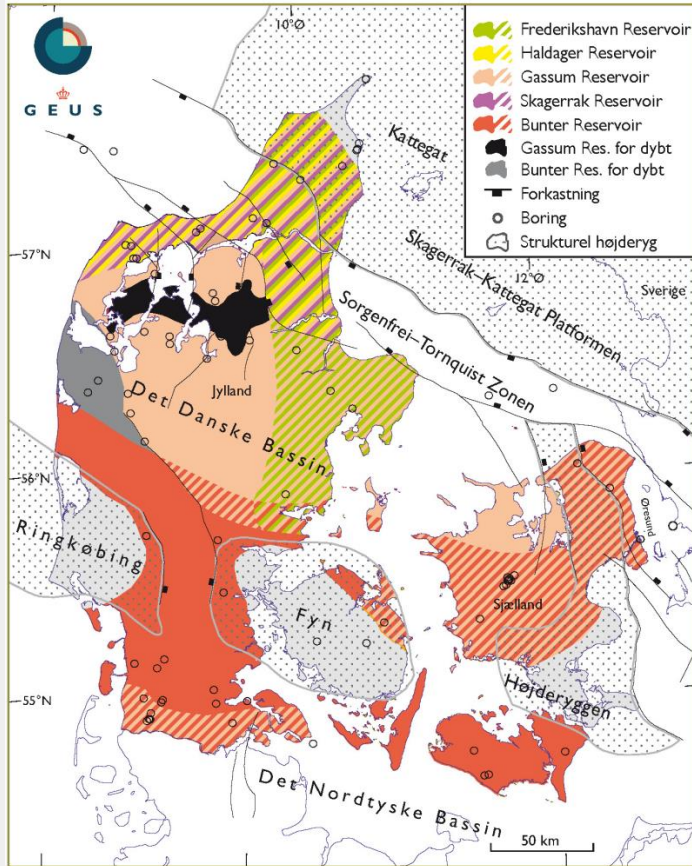 10°Ø
GEUS
Frederikshavn Reservoir
Haldager Reservoir
Gassum Reservoir
Skagerrak Reservoir
Bunter Reservoir
Gassum Res. for dybt
Bunter Res. for dybt
Forkastning
Boring
Strukturel højderyg
Kattegat
57°N
12°Ø
Sverige
Skagerrak-Kattegat Platformen
Sorgenfrei-Tornquist Zonen
Jylland
Det Danske Bassin
56°N
Øresund
Ringkøbing
Sjælland
Fyn
55°N
Højderyggen
Det Nordtyske Bassin
50 km